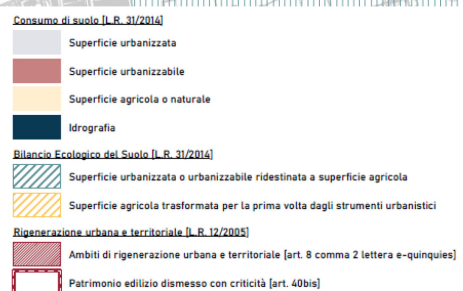 Consumo di suolo [L.R. 31/2014]
Superficie urbanizzata
Superficie urbanizzabile
Superficie agricola o naturale
Idrografia
Bilancio Ecologico del Suolo [L.R. 31/2014]
Superficie urbanizzata o urbanizzabile ridestinata a superficie agricola
Superficie agricola trasformata per la prima volta dagli strumenti urbanistici
Rigenerazione urbana e territoriale [L.R. 12/2005]
Ambiti di rigenerazione urbana e territoriale [art. 8 comma 2 lettera e-quinquies]
Patrimonio edilizio dismesso con criticità [art. 40bis]